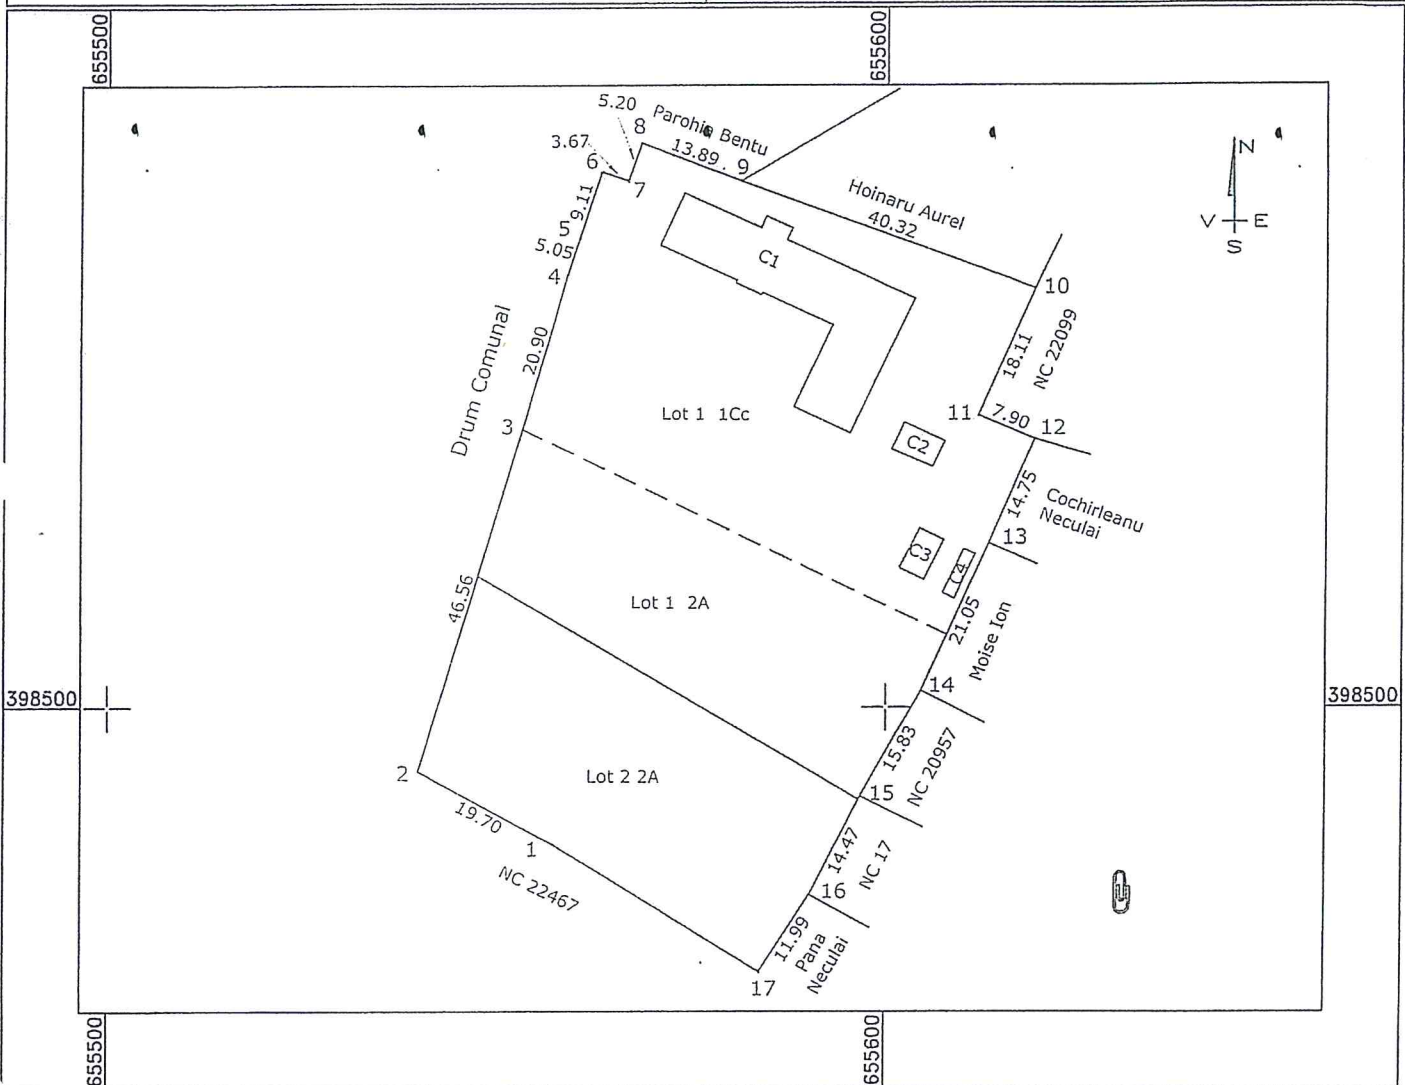 655500
655600
5.20
Parohia Bentu
8
3.67
13.89
9
6
7
N
V
E
S
9.11
Hoinaru Aurel
40.32
5
5.05
C1
4
10
Drum Comunal
20.90
18.11
NC 22099
Lot 1 1Cc
11
7.90
12
3
C2
14.75
Cochirleanu
Neculai
13
C3
C4
46.56
Lot 1 2A
21.05
Moise Ion
14
398500
398500
15.83
NC 20957
2
Lot 2 2A
15
19.70
1
14.47
NC 17
NC 22467
16
11.99
Pana
Neculai
17
655500
655600